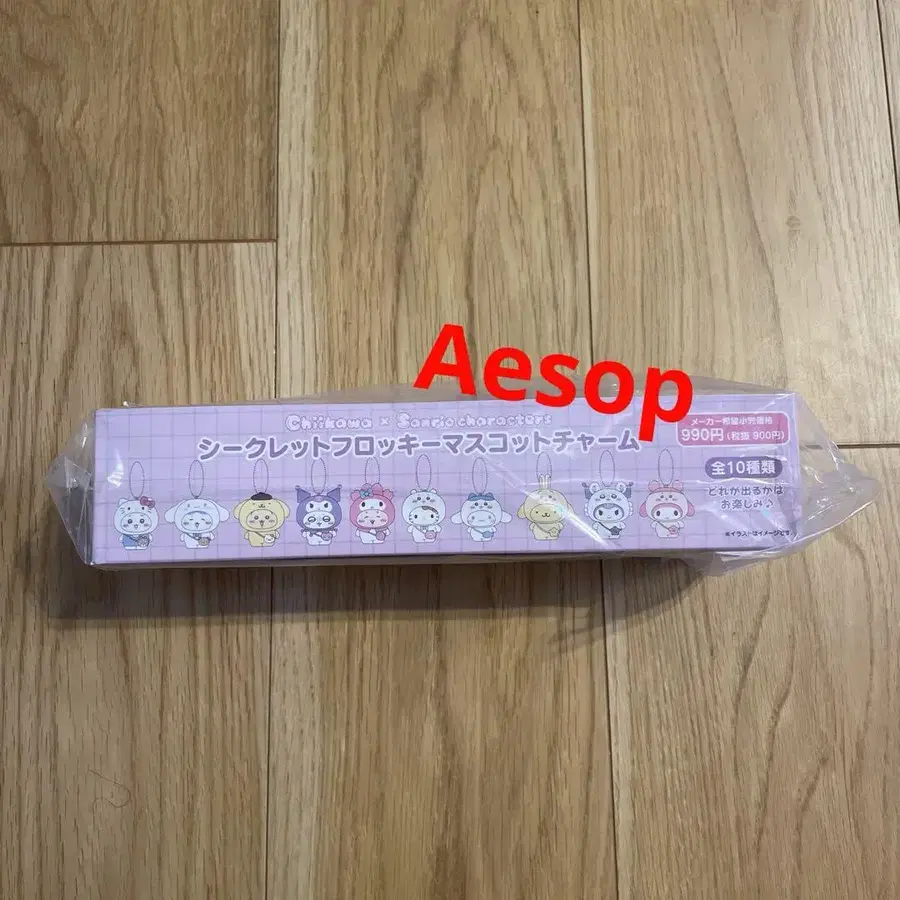 Aesop
Chiikawa × Sanrio characters
シークレットフロッキーマスコットチャーム
メーカー希望小売価格
990円(税抜 900円)
全10種類
どれが出るかは
お楽しみ♪
※イラストはイメージです。